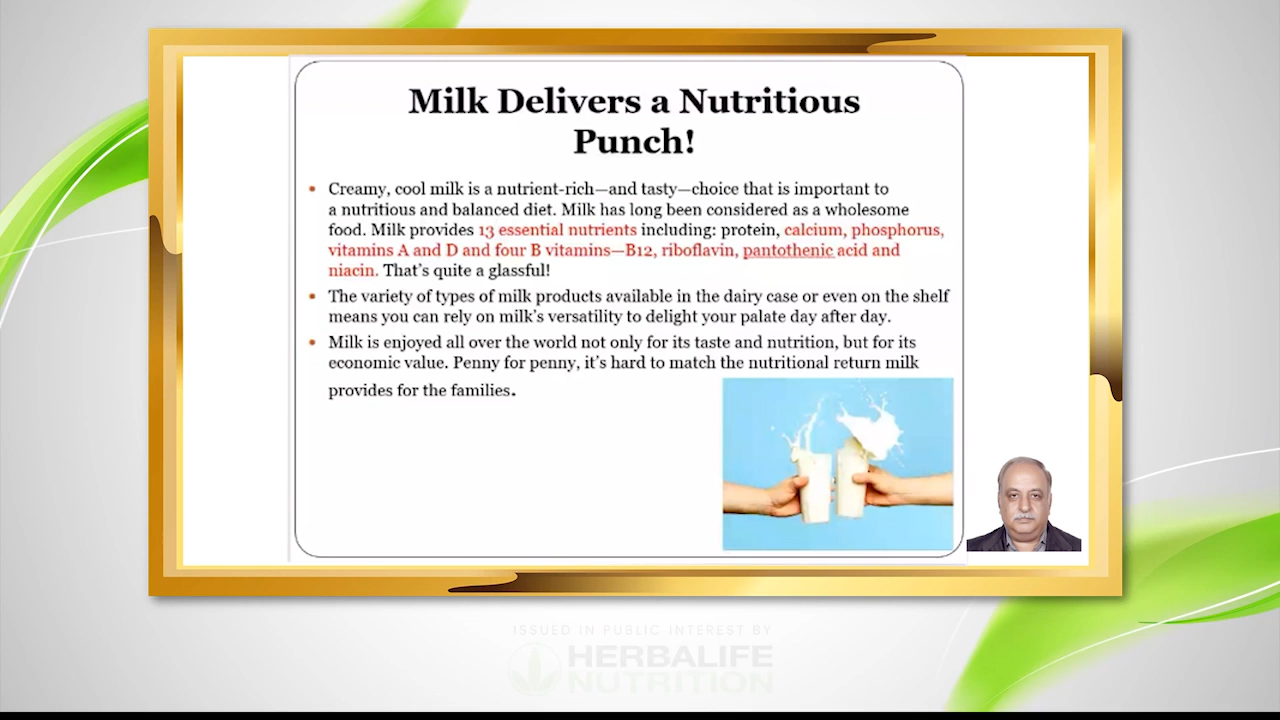 Milk Delivers a Nutritious
Punch!
• Creamy, cool milk is a nutrient-rich—and tasty—choice that is important to
a nutritious and balanced diet. Milk has long been considered as a wholesome
food. Milk provides 13 essential nutrients including: protein, calcium, phosphorus,
vitamins A and D and four B vitamins—B12, riboflavin, pantothenic acid and
niacin. That's quite a glassful!
• The variety of types of milk products available in the dairy case or even on the shelf
means you can rely on milk's versatility to delight your palate day after day.
• Milk is enjoyed all over the world not only for its taste and nutrition, but for its
economic value. Penny for penny, it's hard to match the nutritional return milk
provides for the families.
ISSUED IN PUBLIC INTEREST BY
HERBALIFE
NUTRITION